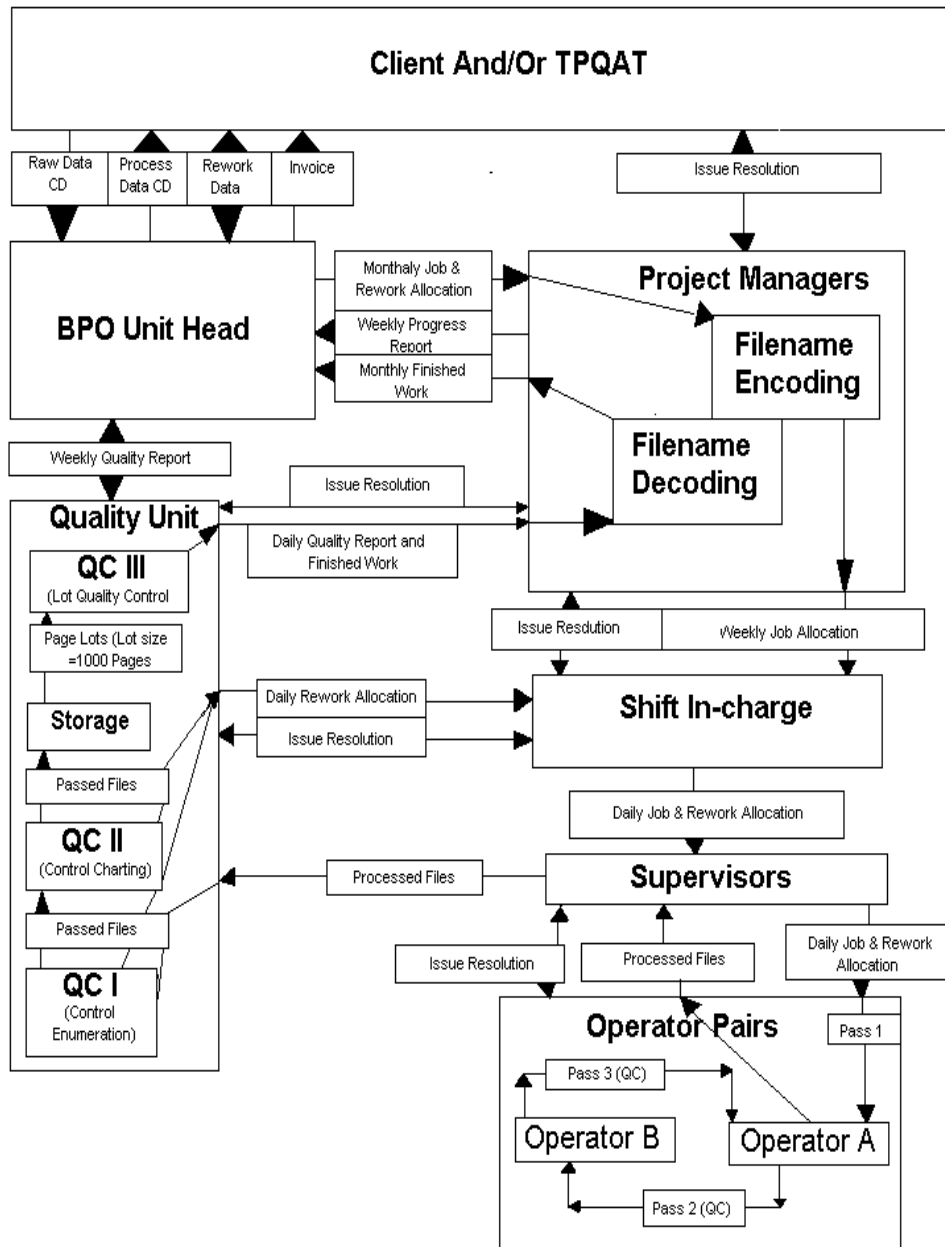 Client And/Or TPQAT
Raw Data
CD
Process
Data CD
Rework
Data
Invoice
Issue Resolution
BPO Unit Head
Monthaly Job &
Rework Allocation
Weekly Progress
Report
Monthly Finished
Work
Project Managers
Filename
Encoding
Filename
Decoding
Weekly Quality Report
Issue Resolution
Daily Quality Report and
Finished Work
Quality Unit
QC III
(Lot Quality Control
Page Lots (Lot size
=1000 Pages
Storage
Passed Files
QC II
(Control Charting)
Passed Files
QC I
(Control
Enumeration)
Issue Resdution
Weekly Job Allocation
Daily Rework Allocation
Issue Resolution
Shift In-charge
Daily Job & Rework Allocation
Processed Files
Supervisors
Issue Resolution
Processed Files
Daily Job & Rework
Allocation
Operator Pairs
Pass 1
Pass 3 (QC)
Operator B
Operator A
Pass 2 (QC)